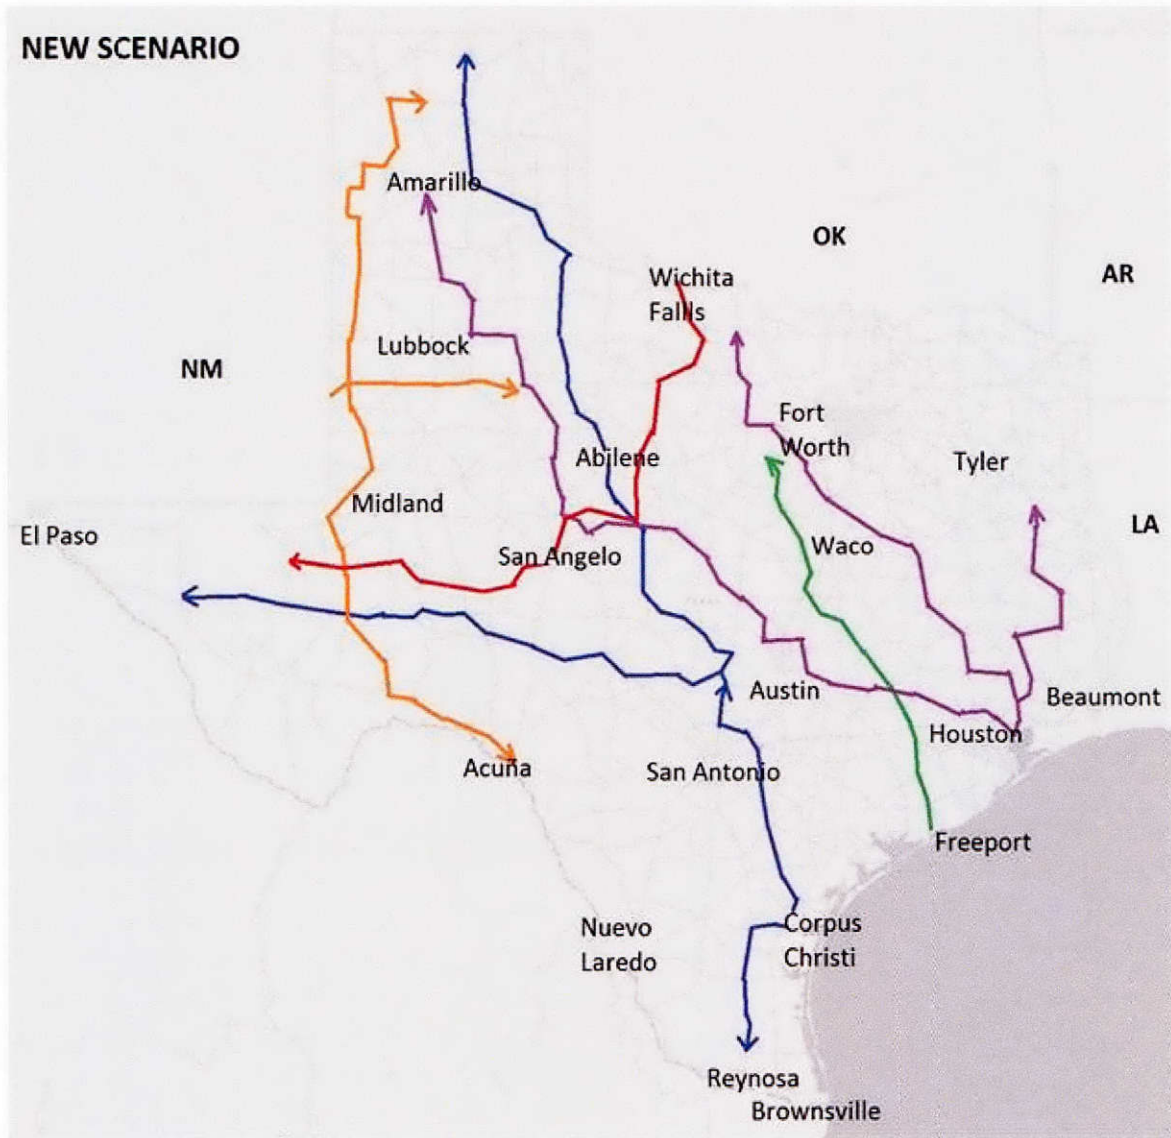 NEW SCENARIO
Amarillo
OK
AR
Wichita
Fallls
Lubbock
NM
Fort
Worth
Abilene
Tyler
Midland
LA
El Paso
San Angelo
Waco
Austin
Beaumont
Houston
Acuña
San Antonio
Freeport
Nuevo
Laredo
Corpus
Christi
Reynosa
Brownsville